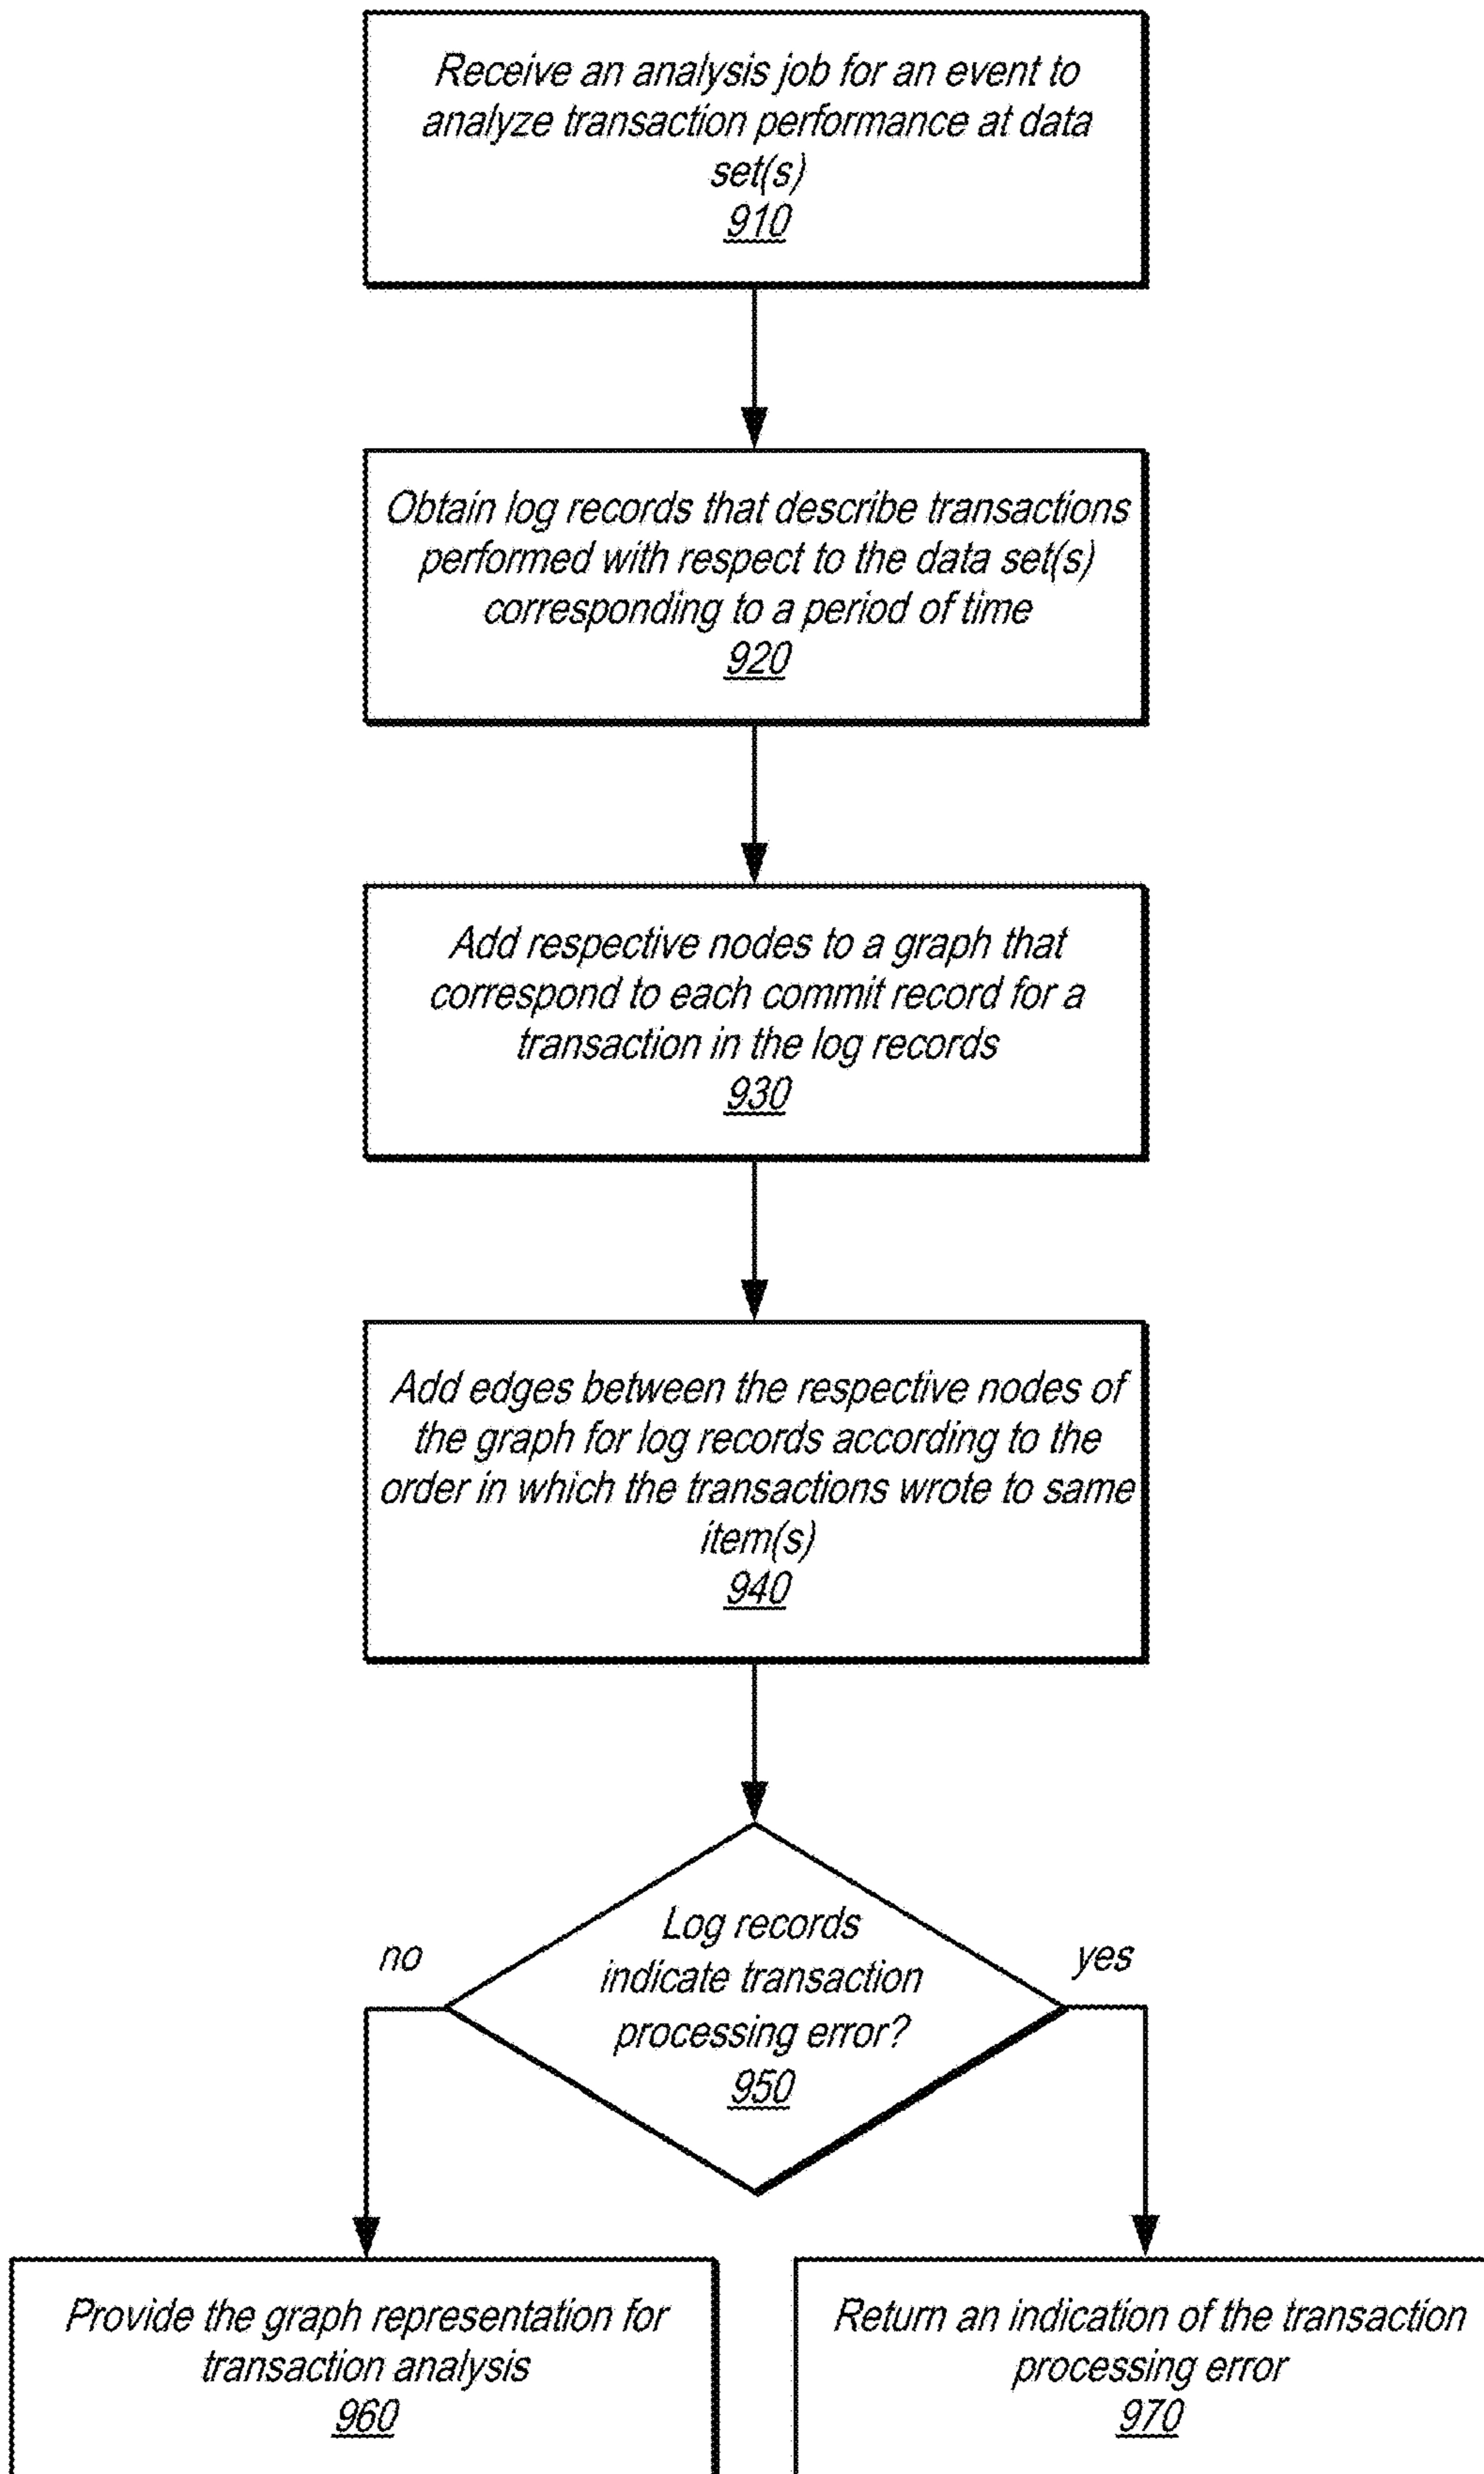 Receive an analysis job for an event to
analyze transaction performance at data
set(s)
910
Obtain log records that describe transactions
performed with respect to the data set(s)
corresponding to a period of time
920
Add respective nodes to a graph that
correspond to each commit record for a
transaction in the log records
930
Add edges between the respective nodes of
the graph for log records according to the
order in which the transactions wrote to same
item(s)
940
Log records
indicate transaction
processing error?
950
no
yes
Provide the graph representation for
transaction analysis
960
Return an indication of the transaction
processing error
970